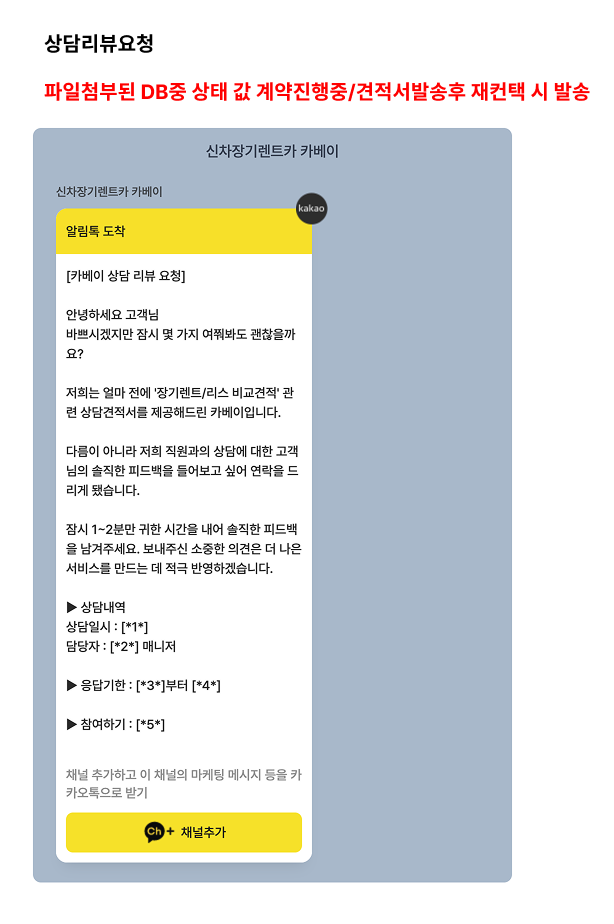 상담리뷰요청
파일첨부된 DB중 상태 값 계약진행중/견적서발송후 재컨택 시 발송
신차장기렌트카 카베이
신차장기렌트카 카베이
kakao
알림톡 도착
[카베이 상담 리뷰 요청]
안녕하세요 고객님
바쁘시겠지만 잠시 몇 가지 여쭤봐도 괜찮을까
요?
저희는 얼마 전에 '장기렌트/리스 비교견적' 관
련 상담견적서를 제공해드린 카베이입니다.
다름이 아니라 저희 직원과의 상담에 대한 고객
님의 솔직한 피드백을 들어보고 싶어 연락을 드
리게 됐습니다.
잠시 1~2분만 귀한 시간을 내어 솔직한 피드백
을 남겨주세요. 보내주신 소중한 의견은 더 나은
서비스를 만드는 데 적극 반영하겠습니다.
▶ 상담내역
상담일시 : [*1*]
담당자 : [*2*] 매니저
▶ 응답기한 : [*3*]부터 [*4*]
▶ 참여하기 : [*5*]
채널 추가하고 이 채널의 마케팅 메시지 등을 카
카오톡으로 받기
Ch+ 채널추가